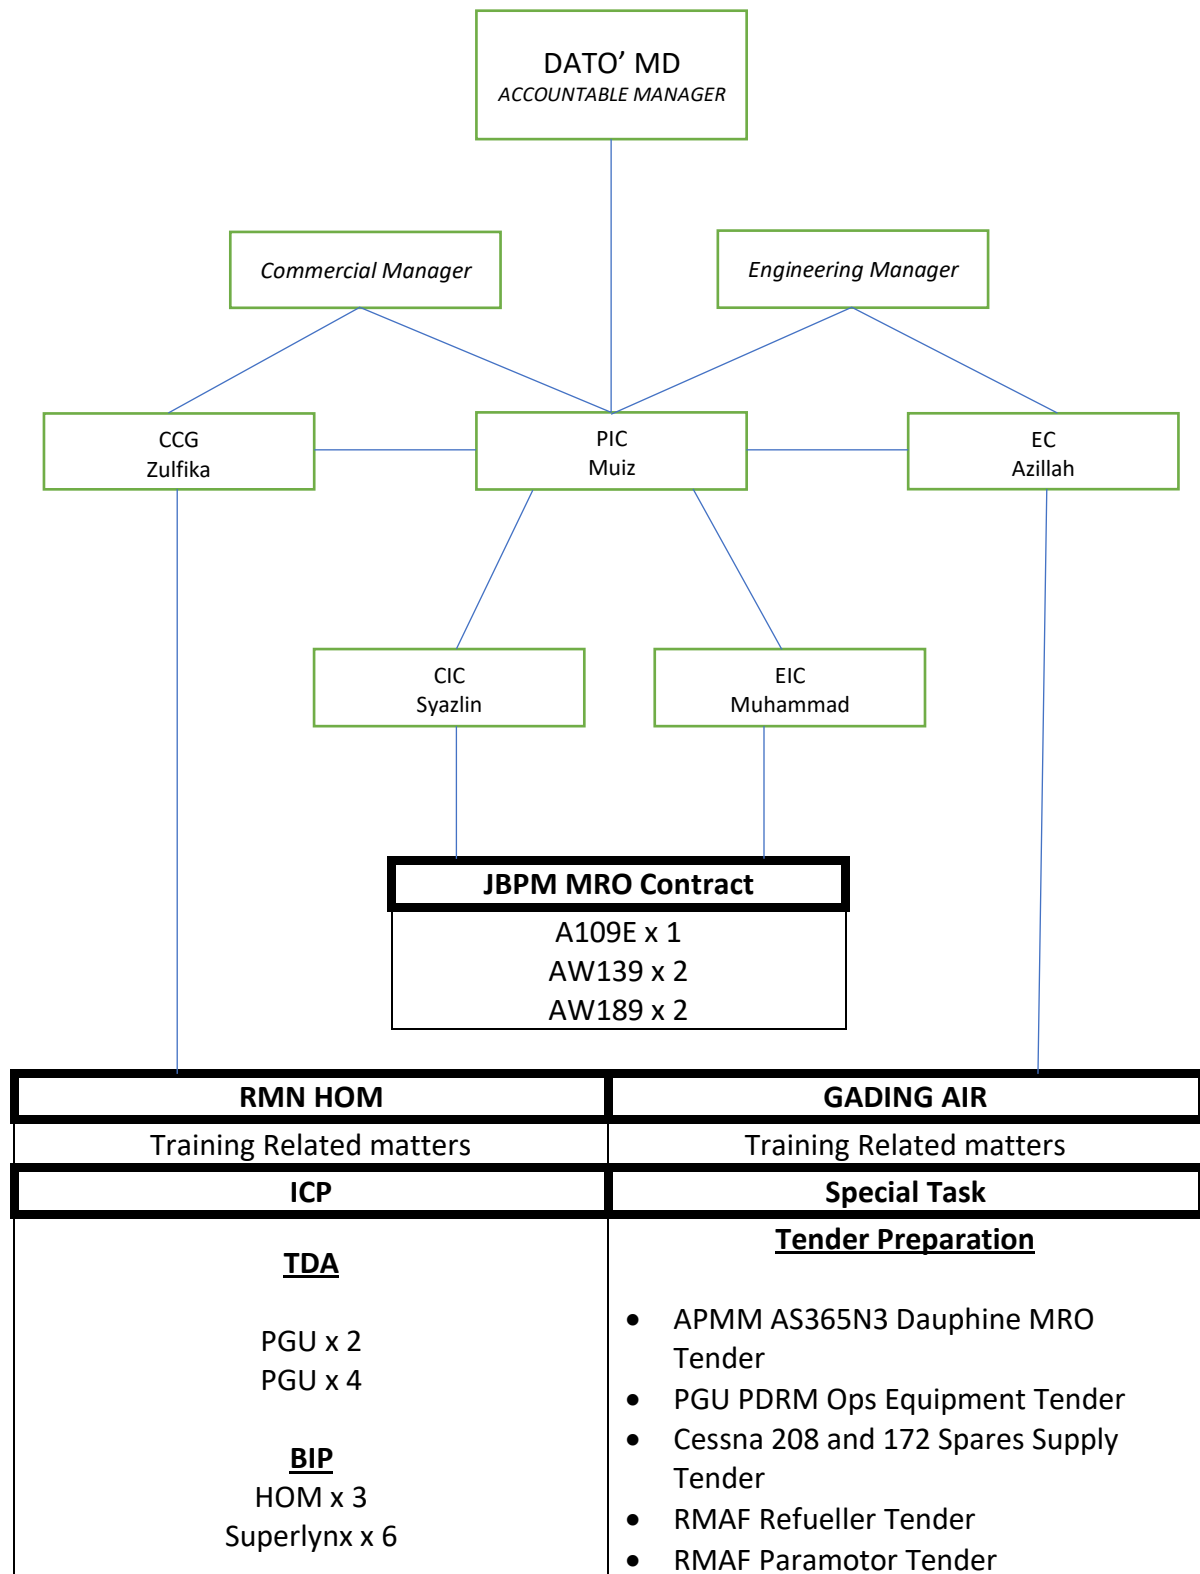 DATO’ MD
ACCOUNTABLE MANAGER
Commercial Manager
Engineering Manager
CCG
Zulfika
PIC
Muiz
EC
Azillah
CIC
Syazlin
EIC
Muhammad
JBPM MRO Contract
A109E x 1
AW139 x 2
AW189 x 2
RMN HOM
GADING AIR
Training Related matters
Training Related matters
ICP
Special Task
TDA
PGU x 2
PGU x 4
BIP
HOM x 3
Superlynx x 6
Tender Preparation
• APMM AS365N3 Dauphine MRO
Tender
• PGU PDRM Ops Equipment Tender
• Cessna 208 and 172 Spares Supply
Tender
• RMAF Refueller Tender
• RMAF Paramotor Tender